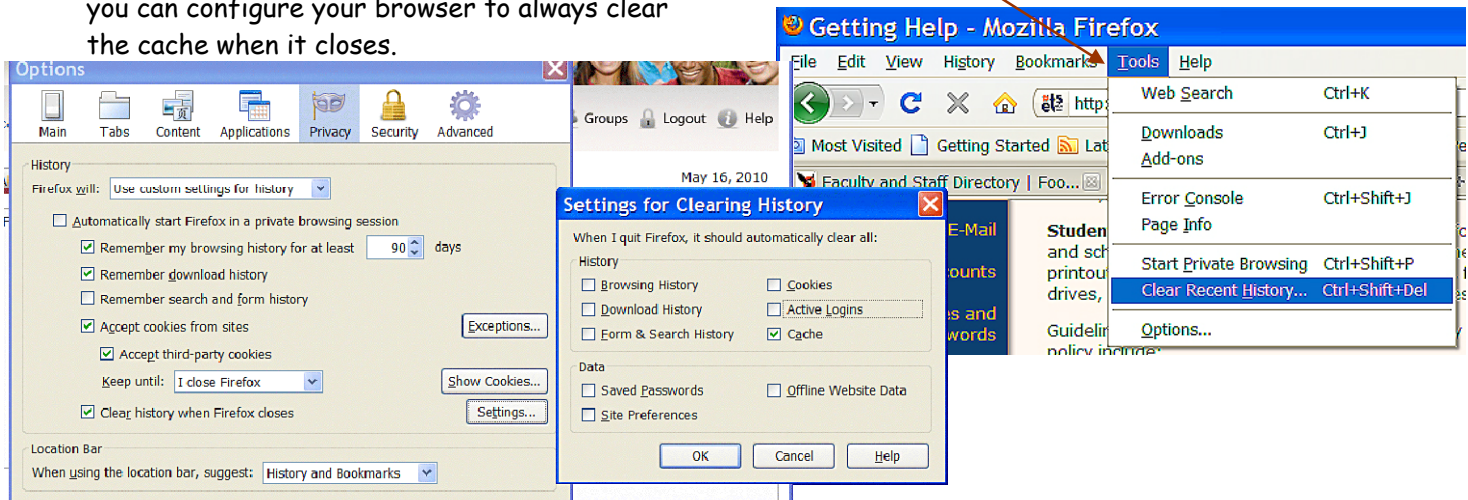 you can configure your browser to always clear
the cache when it closes.
Options
Main Tabs Content Applications Privacy Security Advanced
History
Firefox will: Use custom settings for history
Automatically start Firefox in a private browsing session
Remember my browsing history for at least 90 days
Remember download history
Remember search and form history
Accept cookies from sites Exceptions...
Accept third-party cookies
Keep until: I close Firefox Show Cookies...
Clear history when Firefox closes Settings...
Location Bar
When using the location bar, suggest: History and Bookmarks
Groups Logout Help
May 16, 2010
Settings for Clearing History
When I quit Firefox, it should automatically clear all:
History
Browsing History Cookies
Download History Active Logins
Form & Search History Cache
Data
Saved Passwords Offline Website Data
Site Preferences
OK Cancel Help
Getting Help - Mozilla Firefox
File Edit View History Bookmarks Tools Help
http:
Most Visited Getting Started Lat
Faculty and Staff Directory | Foo...
Web Search Ctrl+K
Downloads Ctrl+J
Add-ons
Error Console Ctrl+Shift+J
Page Info
Start Private Browsing Ctrl+Shift+P
Clear Recent History... Ctrl+Shift+Del
Options...
E-Mail
ounts
es and
words
Studen
and sch
printou
drives,
Guidelin
policy include: